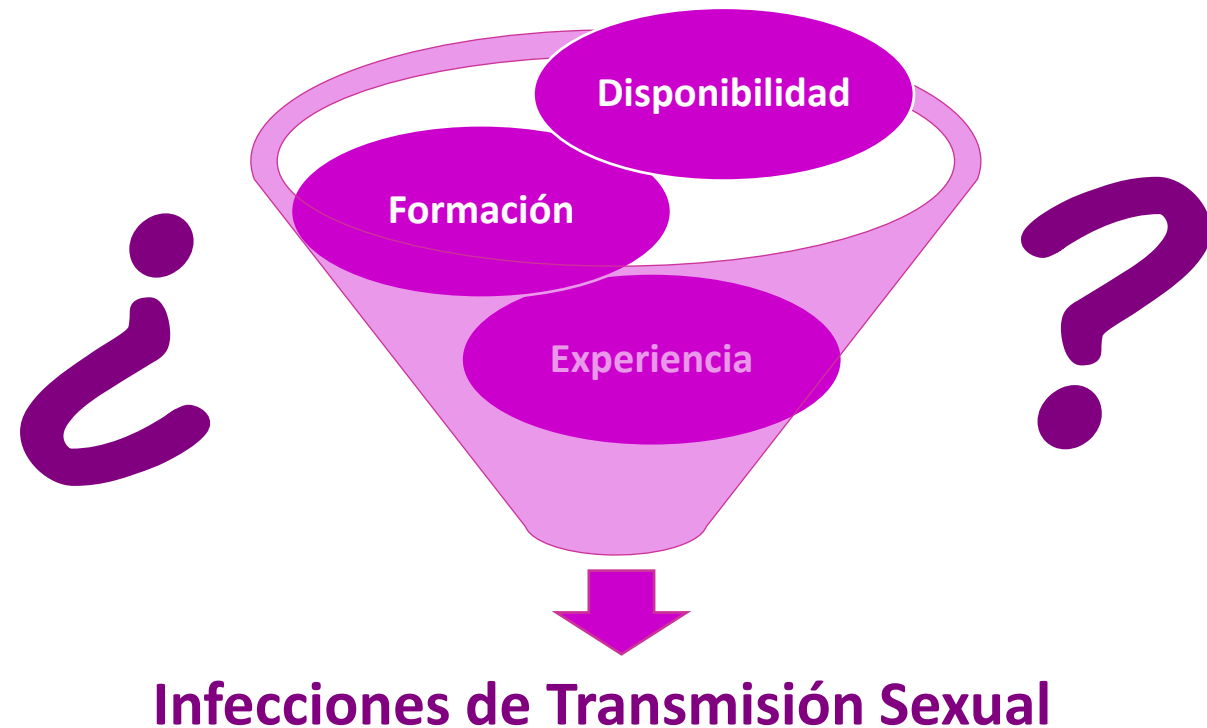 Disponibilidad
Formación
Experiencia
¿ ?
Infecciones de Transmisión Sexual